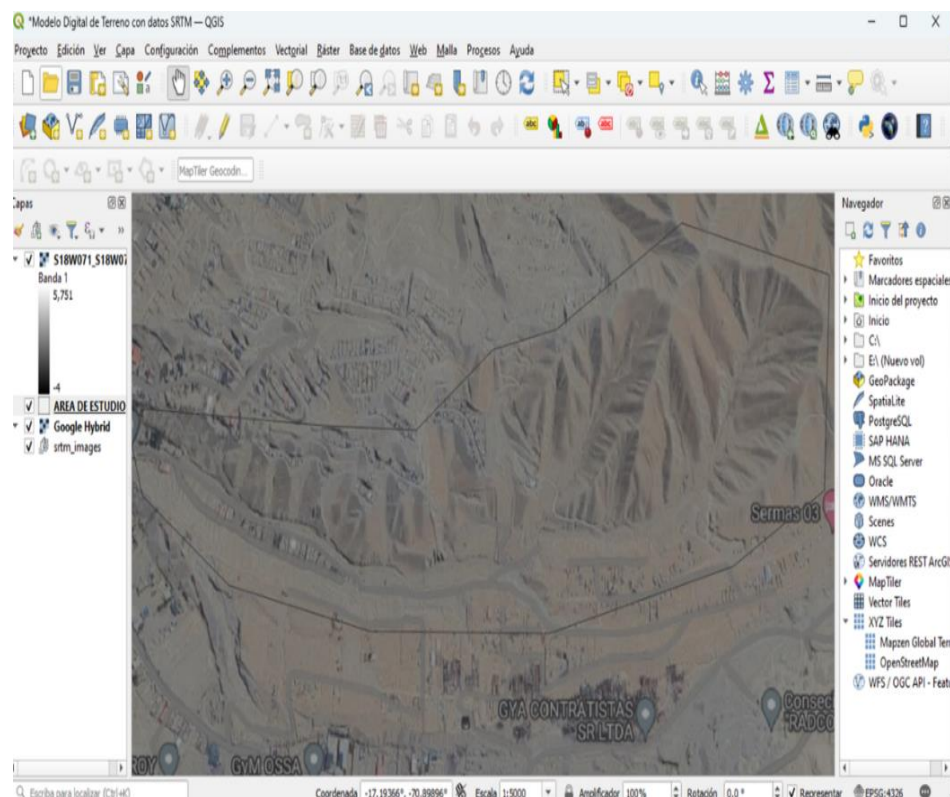 *Modelo Digital de Terreno con datos SRTM — QGIS
Proyecto Edición Ver Capa Configuración Complementos Vectorial Ráster Base de datos Web Malla Procesos Ayuda
MapTiler Geocodin...
Capas
S18W071_S18W07
Banda 1
5,751
-4
AREA DE ESTUDIO
Google Hybrid
srtm_images
Sermas 03
GYA CONTRATISTAS
SR LTDA
Consec
RADCO
ROY
GyM OSSA
Navegador
Favoritos
Marcadores espaciales
Inicio del proyecto
Inicio
C:\
E:\ (Nuevo vol)
GeoPackage
SpatiaLite
PostgreSQL
SAP HANA
MS SQL Server
Oracle
WMS/WMTS
Scenes
WCS
Servidores REST ArcGIS
MapTiler
Vector Tiles
XYZ Tiles
Mapzen Global Terr
OpenStreetMap
WFS / OGC API - Featu
Escriba para localizar (Ctrl+K)
Coordenada -17.19366°, -70.89896° Escala 1:5000 Amplificador 100% Rotación 0.0 ° Representar EPSG:4326